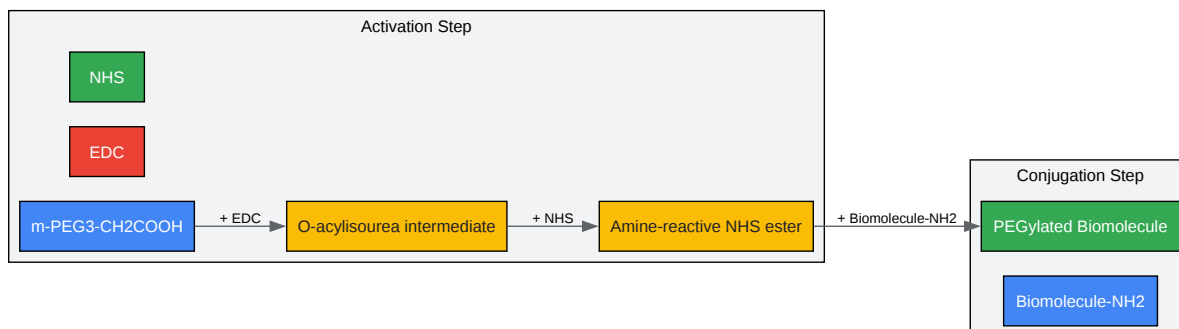 Activation Step
NHS
EDC
m-PEG3-CH2COOH
+ EDC
O-acylisourea intermediate
+ NHS
Amine-reactive NHS ester
+ Biomolecule-NH2
Conjugation Step
PEGylated Biomolecule
Biomolecule-NH2